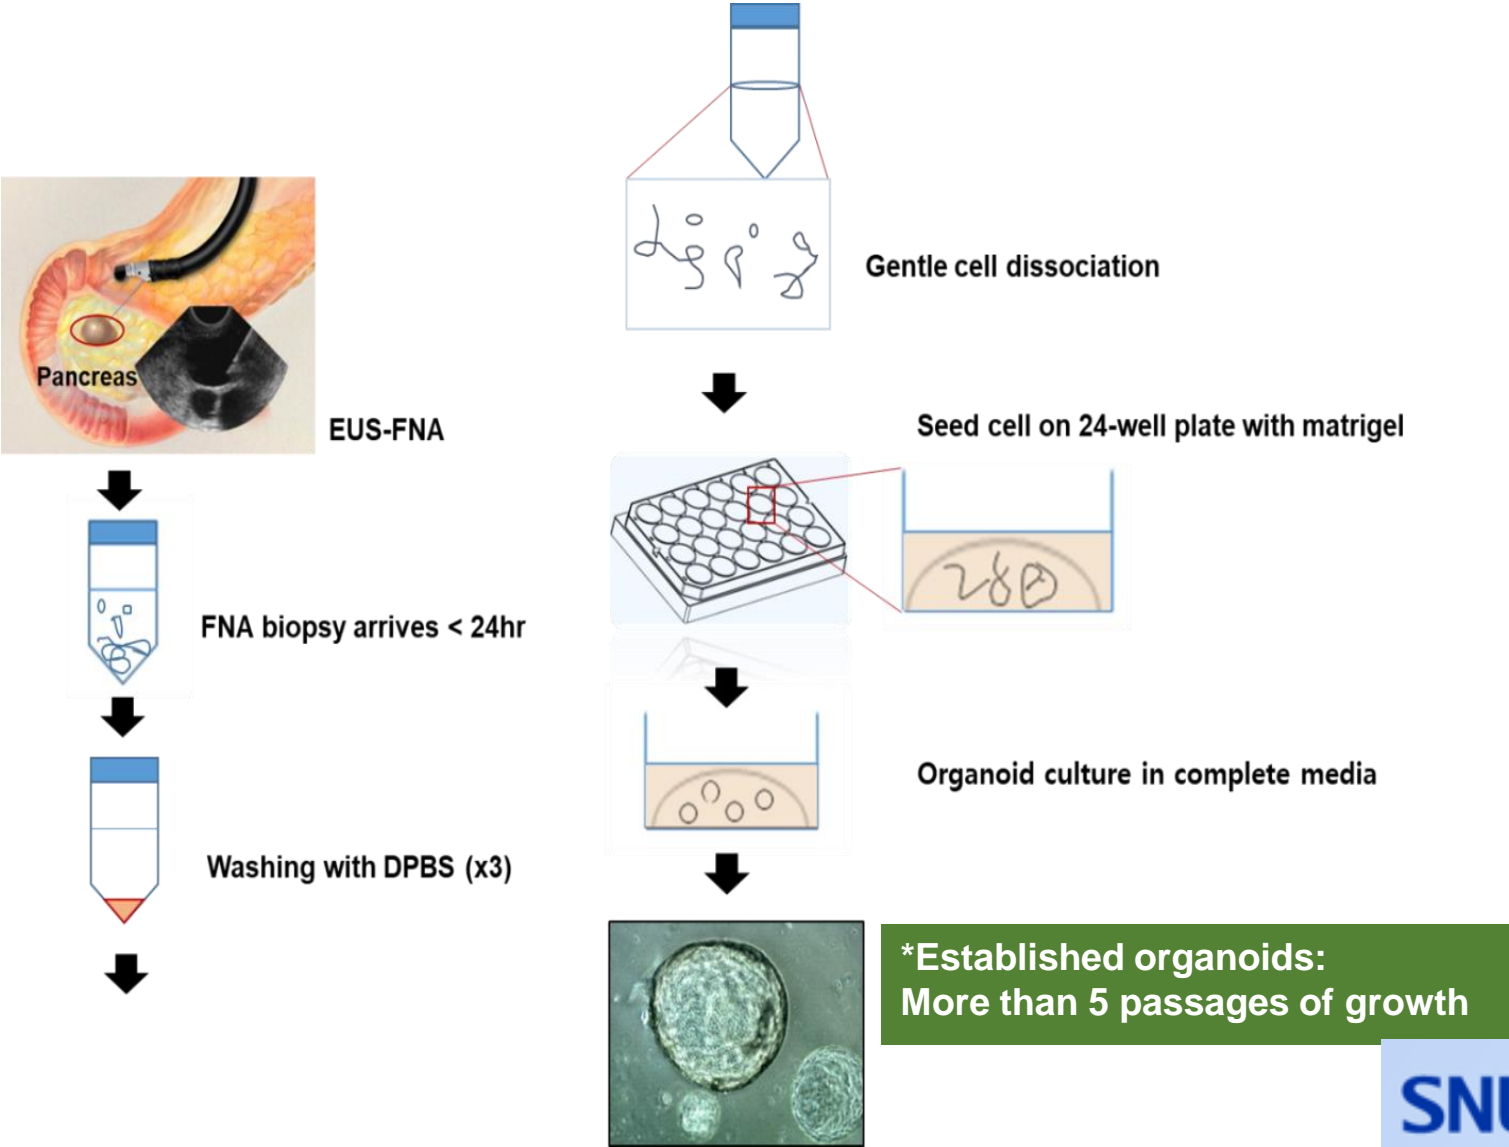 Pancreas
EUS-FNA
FNA biopsy arrives < 24hr
Washing with DPBS (x3)
Gentle cell dissociation
Seed cell on 24-well plate with matrigel
Organoid culture in complete media
*Established organoids:
More than 5 passages of growth